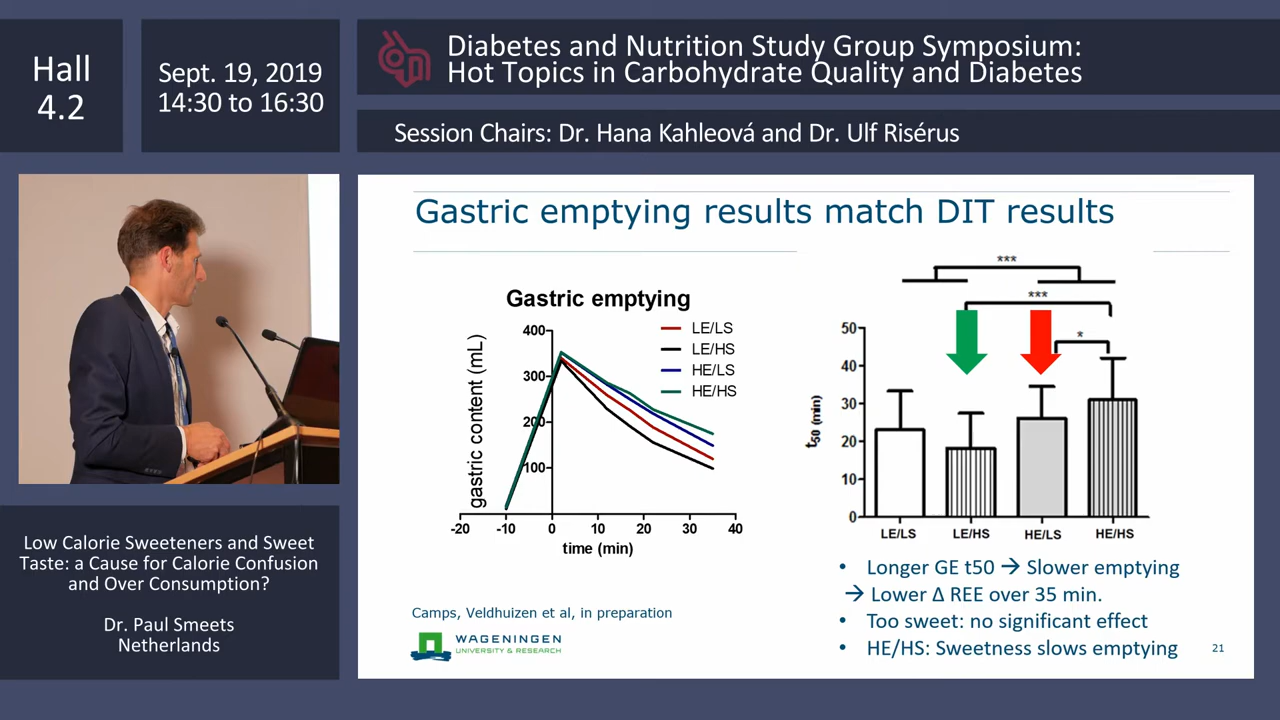 Hall
4.2
Sept. 19, 2019
14:30 to 16:30
Diabetes and Nutrition Study Group Symposium:
Hot Topics in Carbohydrate Quality and Diabetes
Session Chairs: Dr. Hana Kahleová and Dr. Ulf Risérus
Low Calorie Sweeteners and Sweet
Taste: a Cause for Calorie Confusion
and Over Consumption?
Dr. Paul Smeets
Netherlands
Gastric emptying results match DIT results
Gastric emptying
LE/LS
LE/HS
HE/LS
HE/HS
gastric content (mL)
400
300
200
100
-20 -10 0 10 20 30 40
time (min)
***
***
*
t50 (min)
50
40
30
20
10
0
LE/LS LE/HS HE/LS HE/HS
• Longer GE t50 → Slower emptying
→ Lower Δ REE over 35 min.
• Too sweet: no significant effect
• HE/HS: Sweetness slows emptying
Camps, Veldhuizen et al, in preparation
WAGENINGEN
UNIVERSITY & RESEARCH
21